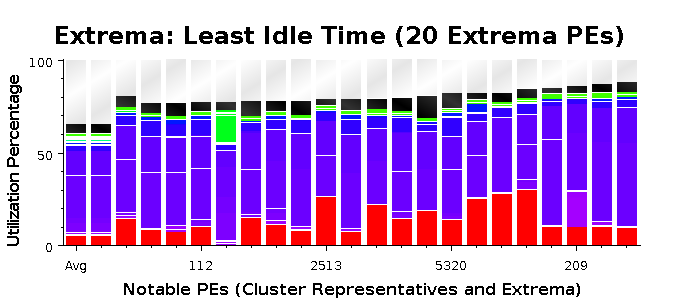 Extrema: Least Idle Time (20 Extrema PEs)
Utilization Percentage
100
50
0
Avg 112 2513 5320 209
Notable PEs (Cluster Representatives and Extrema)